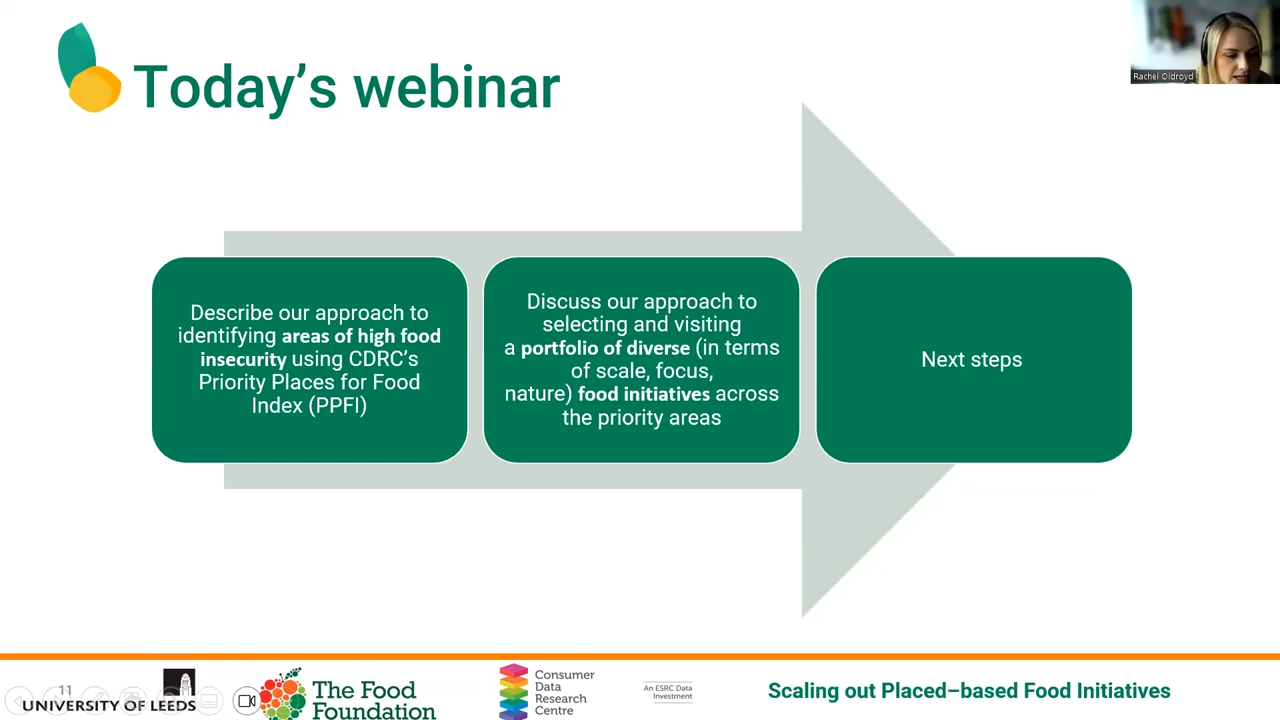 Today’s webinar
Rachel Oldroyd
Describe our approach to
identifying areas of high food
insecurity using CDRC’s
Priority Places for Food
Index (PPFI)
Discuss our approach to
selecting and visiting
a portfolio of diverse (in terms
of scale, focus,
nature) food initiatives across
the priority areas
Next steps
11
UNIVERSITY OF LEEDS
The Food
Foundation
Consumer
Data
Research
Centre
An ESRC Data
Investment
Scaling out Placed–based Food Initiatives